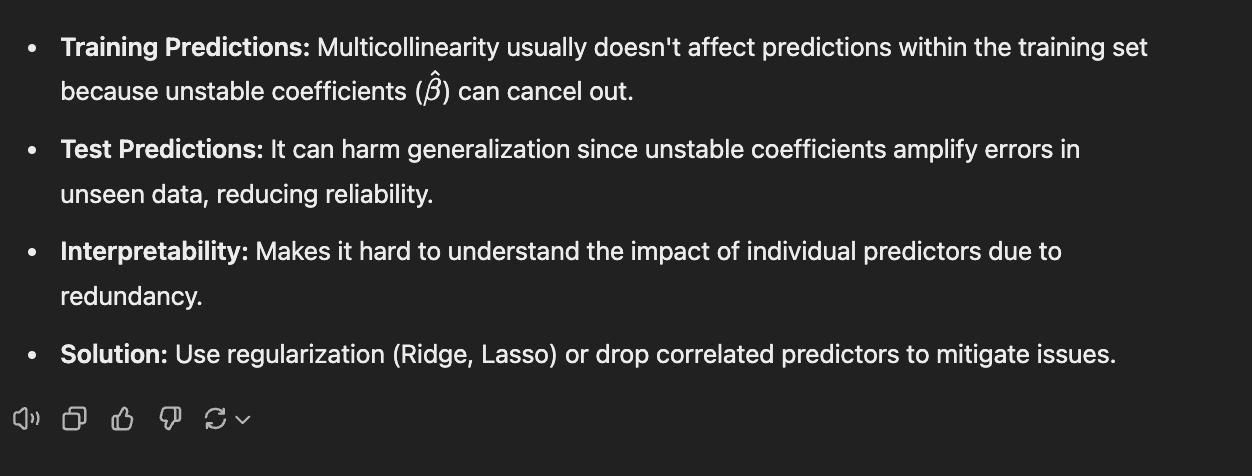 • Training Predictions: Multicollinearity usually doesn't affect predictions within the training set
because unstable coefficients (β̂) can cancel out.
• Test Predictions: It can harm generalization since unstable coefficients amplify errors in
unseen data, reducing reliability.
• Interpretability: Makes it hard to understand the impact of individual predictors due to
redundancy.
• Solution: Use regularization (Ridge, Lasso) or drop correlated predictors to mitigate issues.